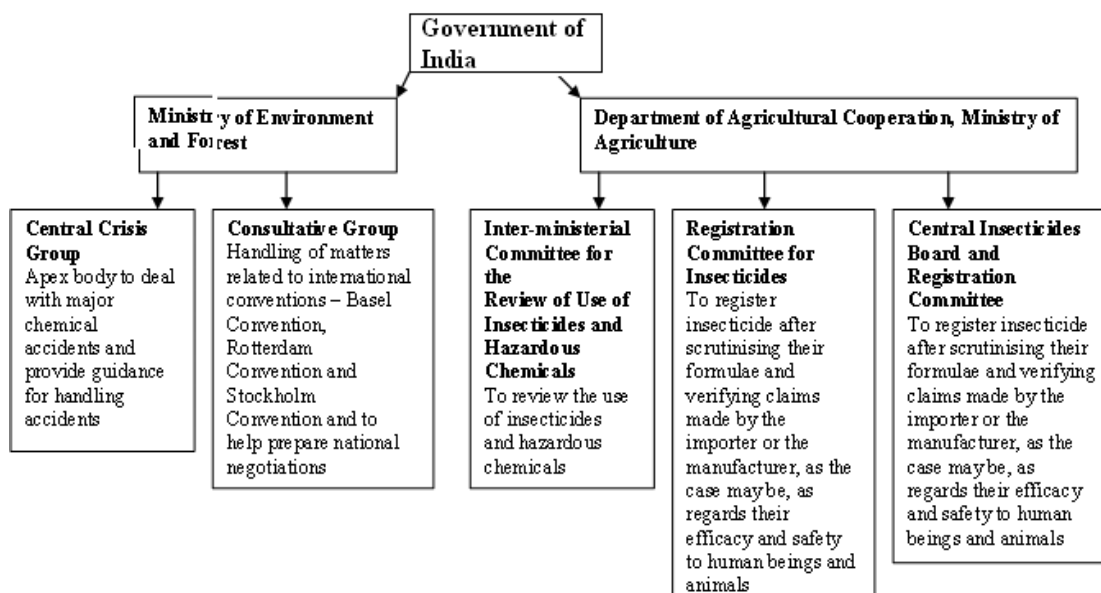 Government of
India
Ministry of Environment
and Forest
Department of Agricultural Cooperation, Ministry of
Agriculture
Central Crisis
Group
Apex body to deal
with major
chemical
accidents and
provide guidance
for handling
accidents
Consultative Group
Handling of matters
related to international
conventions – Basel
Convention,
Rotterdam
Convention and
Stockholm
Convention and to
help prepare national
negotiations
Inter-ministerial
Committee for
the
Review of Use of
Insecticides and
Hazardous
Chemicals
To review the use
of insecticides
and hazardous
chemicals
Registration
Committee for
Insecticides
To register
insecticide after
scrutinising their
formulae and
verifying claims
made by the
importer or the
manufacturer, as the
case may be, as
regards their
efficacy and safety
to human beings and
animals
Central Insecticides
Board and
Registration
Committee
To register insecticide
after scrutinising their
formulae and verifying
claims made by the
importer or the
manufacturer, as the
case may be, as
regards their efficacy
and safety to human
beings and animals